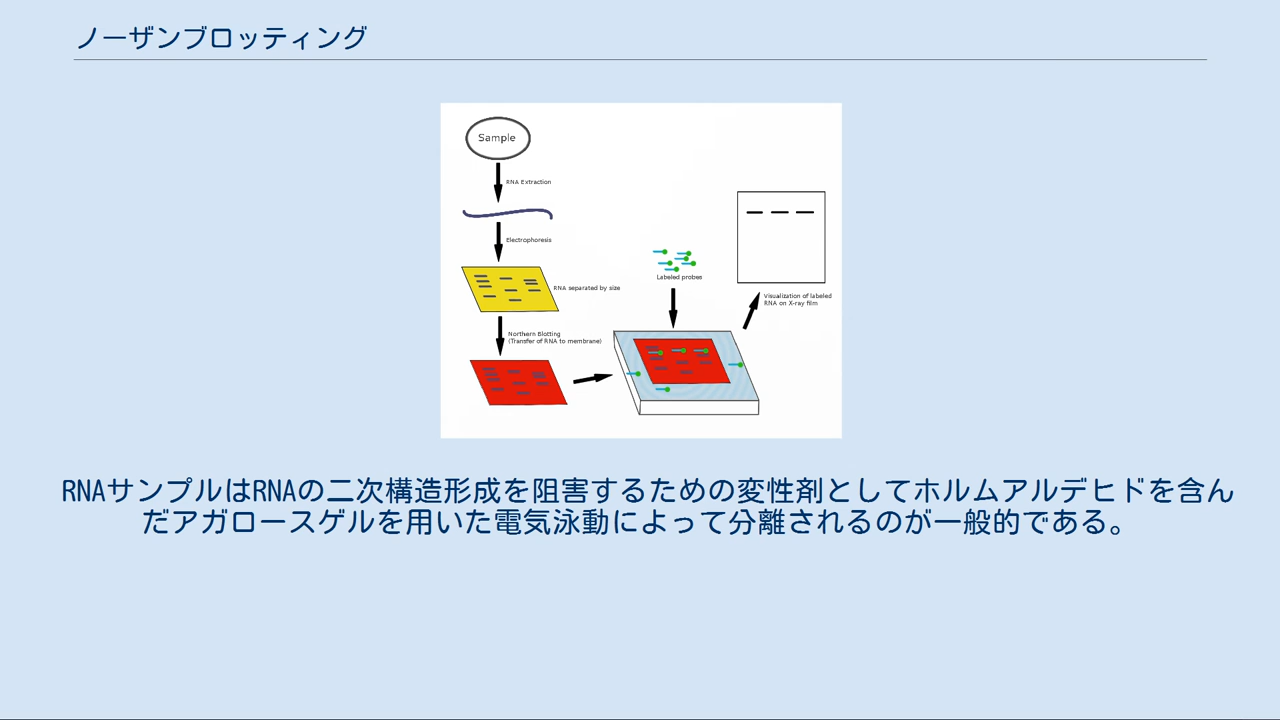 ノーザンブロッティング
Sample
RNA Extraction
Electrophoresis
RNA separated by size
Northern Blotting
(Transfer of RNA to membrane)
Labeled probes
Visualization of labeled
RNA on X-ray film
RNAサンプルはRNAの二次構造形成を阻害するための変性剤としてホルムアルデヒドを含ん
だアガロースゲルを用いた電気泳動によって分離されるのが一般的である。